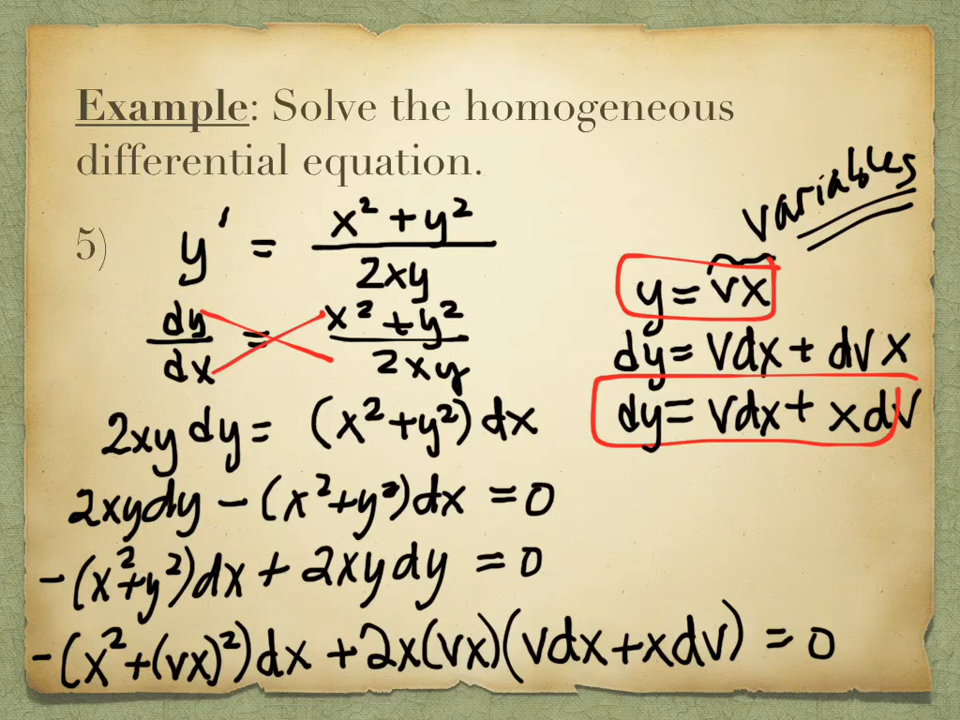 Example: Solve the homogeneous
differential equation.
5) y' = (x² + y²)/(2xy)
dy/dx = (x² + y²)/(2xy)
2xy dy = (x² + y²) dx
2xydy - (x² + y²)dx = 0
-(x² + y²)dx + 2xydy = 0
-(x² + (vx)²)dx + 2x(vx)(vdx + xdv) = 0
variables
y = vx
dy = vdx + dv x
dy = vdx + xdv